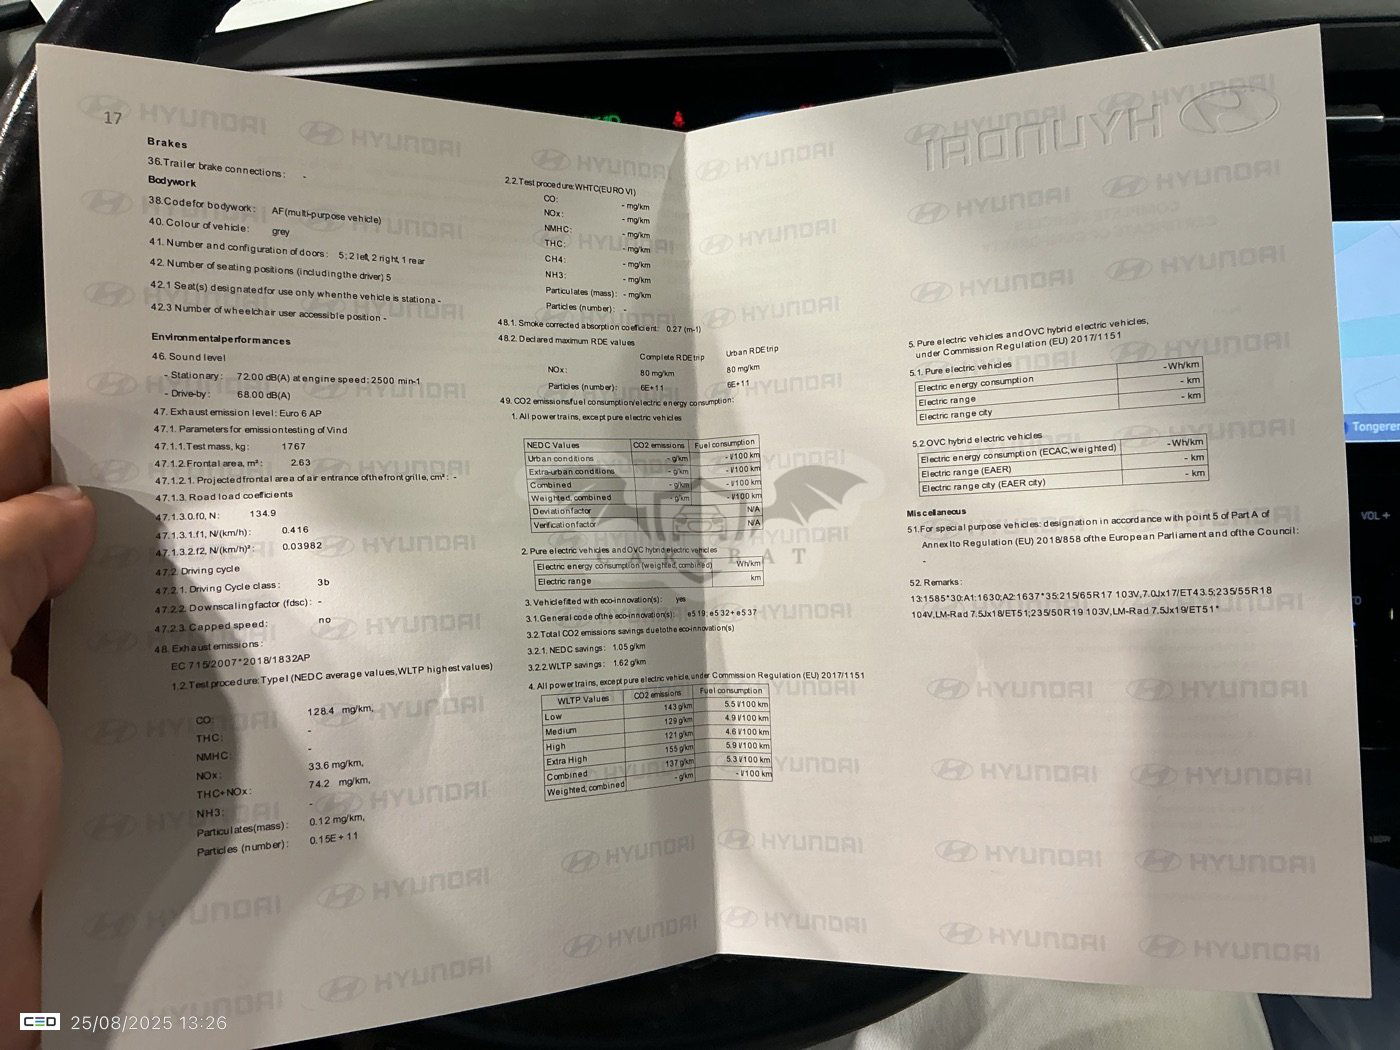 17
HYUNDAI
Brakes
36.Trailer brake connections: -
Bodywork
38.Code for bodywork: AF(multi-purpose vehicle)
40. Colour of vehicle: grey
41. Number and configuration of doors: 5; 2 left, 2 right, 1 rear
42. Number of seating positions (including the driver) 5
42.1 Seat(s) designated for use only when the vehicle is stationa -
42.3 Number of wheelchair user accessible position -
Environmental performances
46. Sound level
- Stationary: 72.00 dB(A) at engine speed: 2500 min-1
- Drive-by: 68.00 dB(A)
47. Exhaust emission level: Euro 6 AP
47.1. Parameters for emission testing of Vind
47.1.1.Test mass, kg: 1767
47.1.2.Frontal area, m²: 2.63
47.1.2.1. Projected frontal area of air entrance of the front grille, cm²: -
47.1.3. Road load coefficients
47.1.3.0.f0, N: 134.9
47.1.3.1.f1, N/(km/h): 0.416
47.1.3.2.f2, N/(km/h)²: 0.03982
47.2. Driving cycle
47.2.1. Driving Cycle class: 3b
47.2.2. Downscaling factor (fdsc): -
47.2.3. Capped speed: no
48. Exhaust emissions:
EC 715/2007*2018/1832AP
1.2.Test procedure: Type I (NEDC average values, WLTP highest values)
CO: 128.4 mg/km,
THC: -
NMHC: -
NOx: 33.6 mg/km,
THC+NOx: 74.2 mg/km,
NH3: -
Particulates(mass): 0.12 mg/km,
Particles (number): 0.15E+11
2.2.Test procedure: WHTC(EURO VI)
CO: - mg/km
NOx: - mg/km
NMHC: - mg/km
THC: - mg/km
CH4: - mg/km
NH3: - mg/km
Particulates (mass): - mg/km
Particles (number): -
48.1. Smoke corrected absorption coefficient: 0.27 (m-1)
48.2. Declared maximum RDE values
Complete RDE trip Urban RDE trip
NOx: 80 mg/km 80 mg/km
Particles (number): 6E+11 6E+11
49. CO2 emissions/fuel consumption/electric energy consumption:
1. All power trains, except pure electric vehicles
NEDC Values CO2 emissions Fuel consumption
Urban conditions - g/km - l/100 km
Extra-urban conditions - g/km - l/100 km
Combined - g/km - l/100 km
Weighted, combined - g/km - l/100 km
Deviation factor N/A
Verification factor N/A
2. Pure electric vehicles and OVC hybrid electric vehicles
Electric energy consumption (weighted, combined) Wh/km
Electric range km
3. Vehicle fitted with eco-innovation(s): yes
3.1.General code of the eco-innovation(s): e5 19; e5 32 + e5 37
3.2.Total CO2 emissions savings due to the eco-innovation(s)
3.2.1. NEDC savings: 1.05 g/km
3.2.2.WLTP savings: 1.62 g/km
4. All power trains, except pure electric vehicle, under Commission Regulation (EU) 2017/1151
WLTP Values CO2 emissions Fuel consumption
Low 143 g/km 5.5 l/100 km
Medium 129 g/km 4.9 l/100 km
High 121 g/km 4.6 l/100 km
Extra High 155 g/km 5.9 l/100 km
Combined 137 g/km 5.3 l/100 km
Weighted, combined - g/km - l/100 km
5. Pure electric vehicles and OVC hybrid electric vehicles,
under Commission Regulation (EU) 2017/1151
5.1. Pure electric vehicles
Electric energy consumption - Wh/km
Electric range - km
Electric range city - km
5.2 OVC hybrid electric vehicles
Electric energy consumption (ECAC, weighted) - Wh/km
Electric range (EAER) - km
Electric range city (EAER city) - km
Miscellaneous
51.For special purpose vehicles: designation in accordance with point 5 of Part A of
Annex I to Regulation (EU) 2018/858 of the European Parliament and of the Council:
-
52. Remarks:
13:1585*30:A1:1630;A2:1637*35:215/65R17 103V,7.0Jx17/ET43.5;235/55R18
104V,LM-Rad 7.5Jx18/ET51;235/50R19 103V,LM-Rad 7.5Jx19/ET51*
CARSBAT
Tongeren
VOL +
CED 25/08/2025 13:26